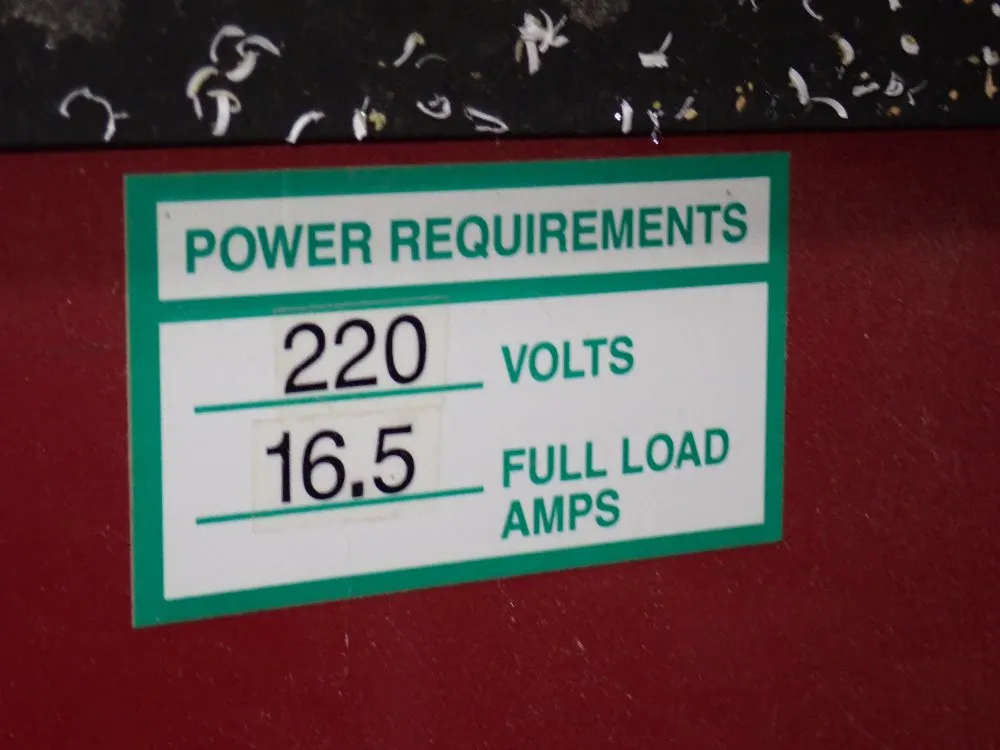 POWER REQUIREMENTS
220 VOLTS
16.5 FULL LOAD
AMPS